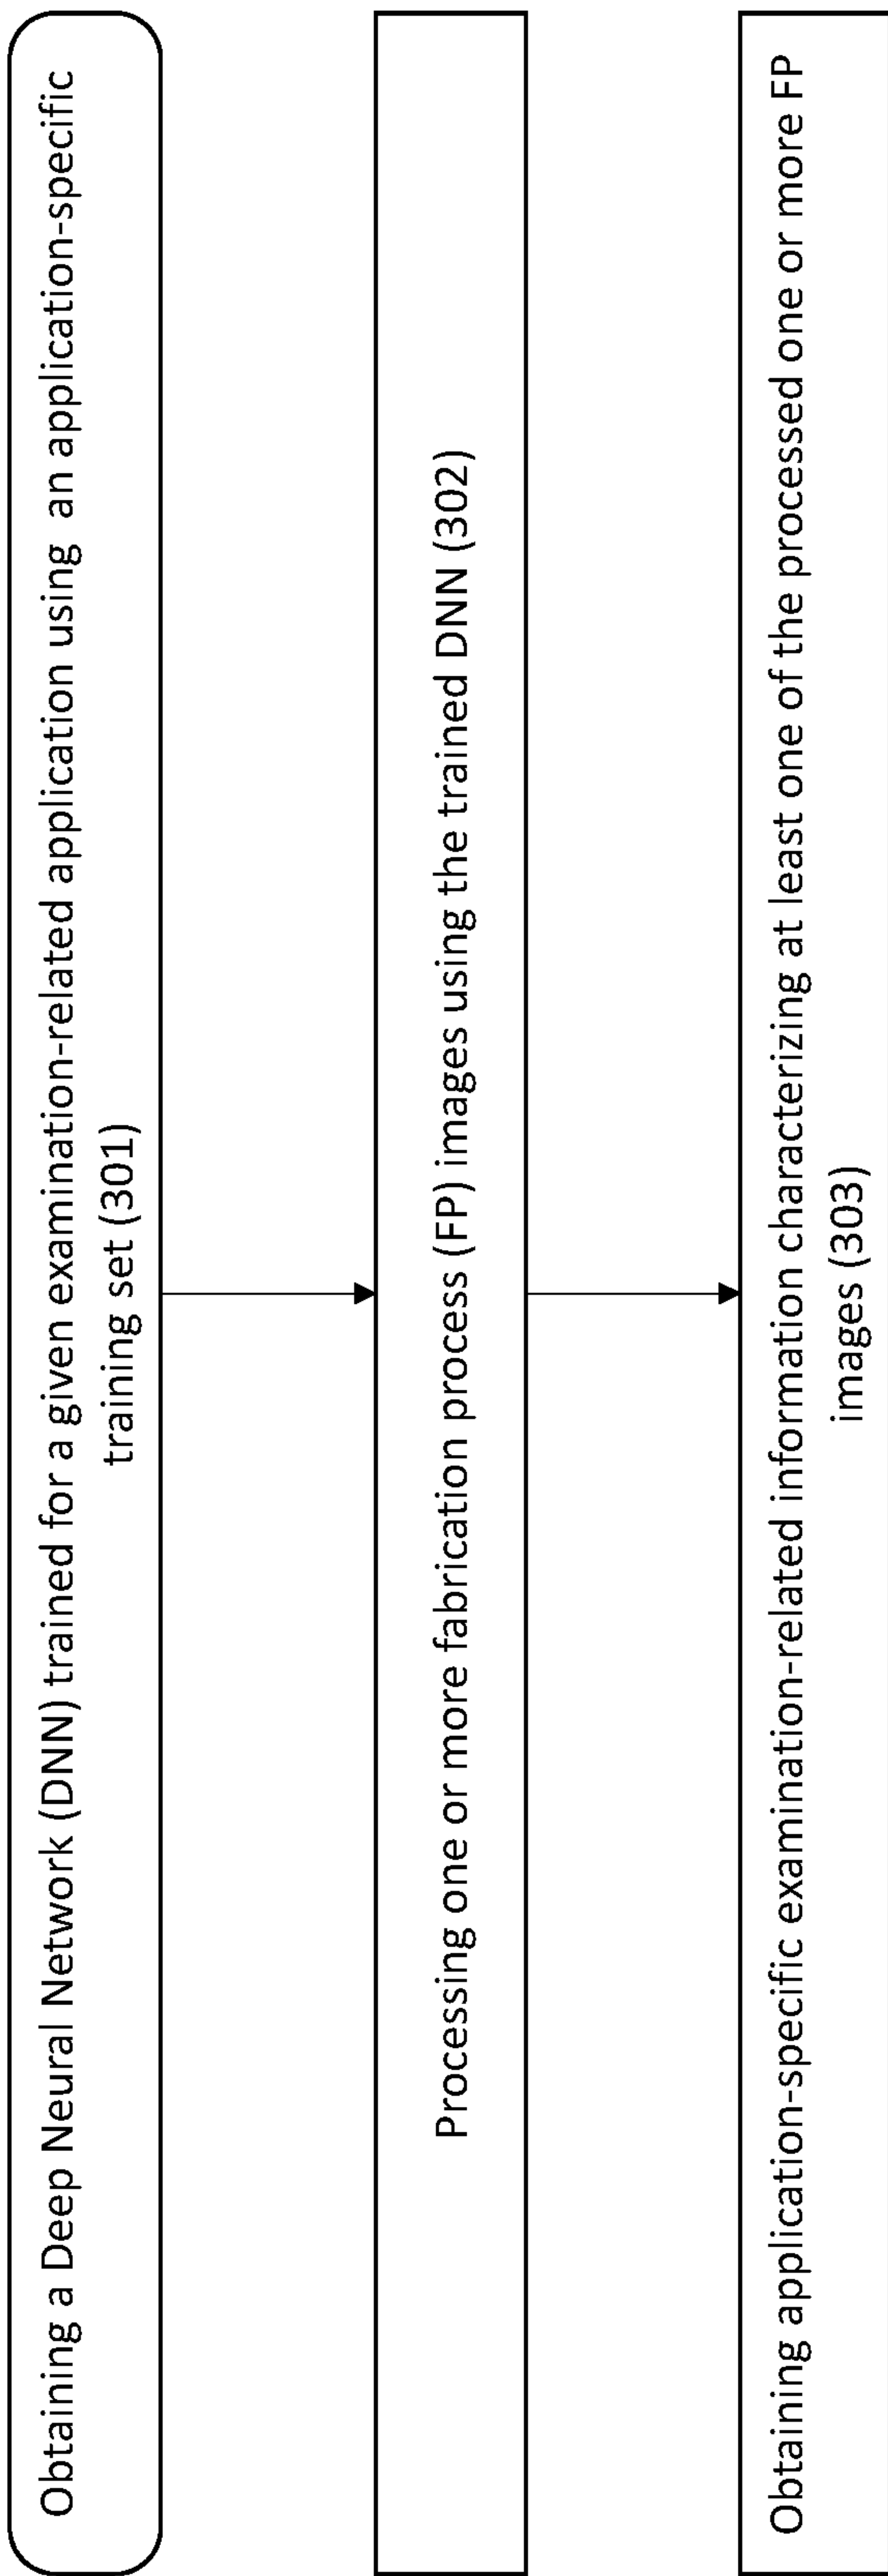 Obtaining a Deep Neural Network (DNN) trained for a given examination-related application using an application-specific
training set (301)
Processing one or more fabrication process (FP) images using the trained DNN (302)
Obtaining application-specific examination-related information characterizing at least one of the processed one or more FP
images (303)